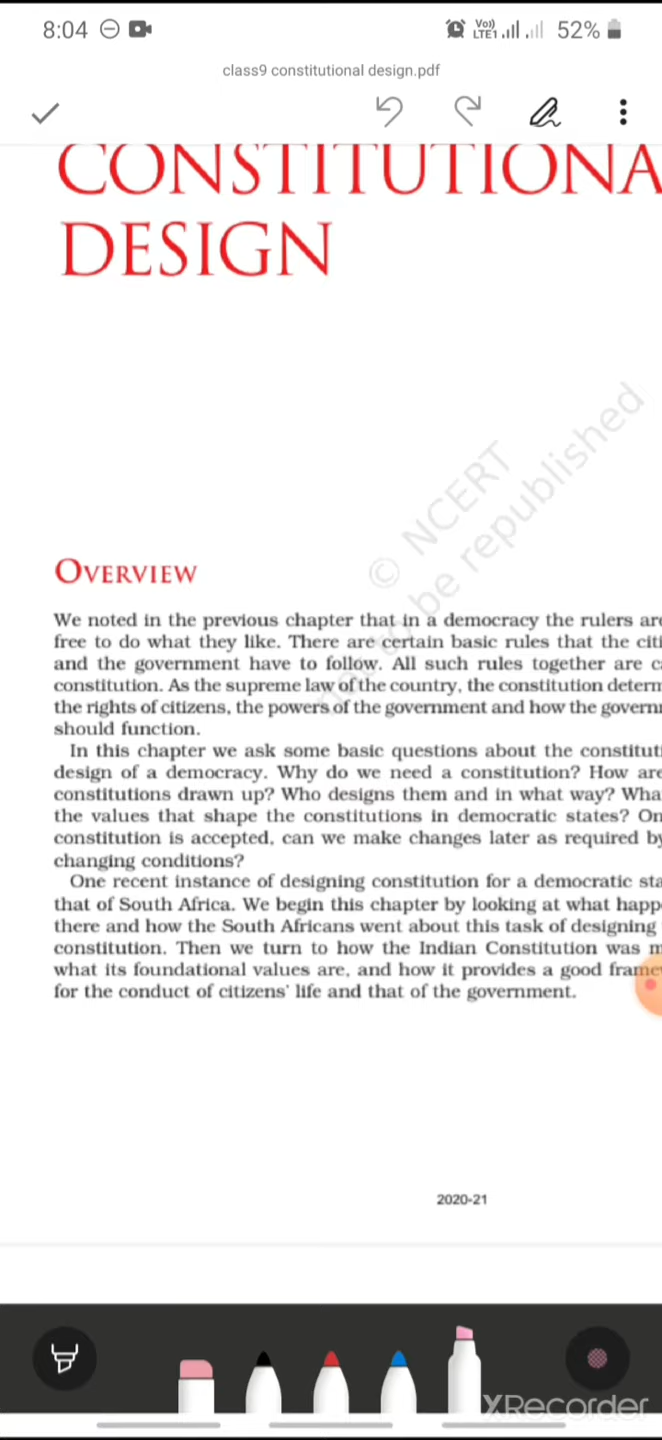 8:04
Vo)) LTE1 52%
class9 constitutional design.pdf
CONSTITUTIONA
DESIGN
© NCERT
not to be republished
OVERVIEW
We noted in the previous chapter that in a democracy the rulers are
free to do what they like. There are certain basic rules that the citi
and the government have to follow. All such rules together are ca
constitution. As the supreme law of the country, the constitution determ
the rights of citizens, the powers of the government and how the govern
should function.
In this chapter we ask some basic questions about the constituti
design of a democracy. Why do we need a constitution? How are
constitutions drawn up? Who designs them and in what way? Wha
the values that shape the constitutions in democratic states? On
constitution is accepted, can we make changes later as required by
changing conditions?
One recent instance of designing constitution for a democratic sta
that of South Africa. We begin this chapter by looking at what happ
there and how the South Africans went about this task of designing
constitution. Then we turn to how the Indian Constitution was m
what its foundational values are, and how it provides a good frame
for the conduct of citizens' life and that of the government.
2020-21
XRecorder